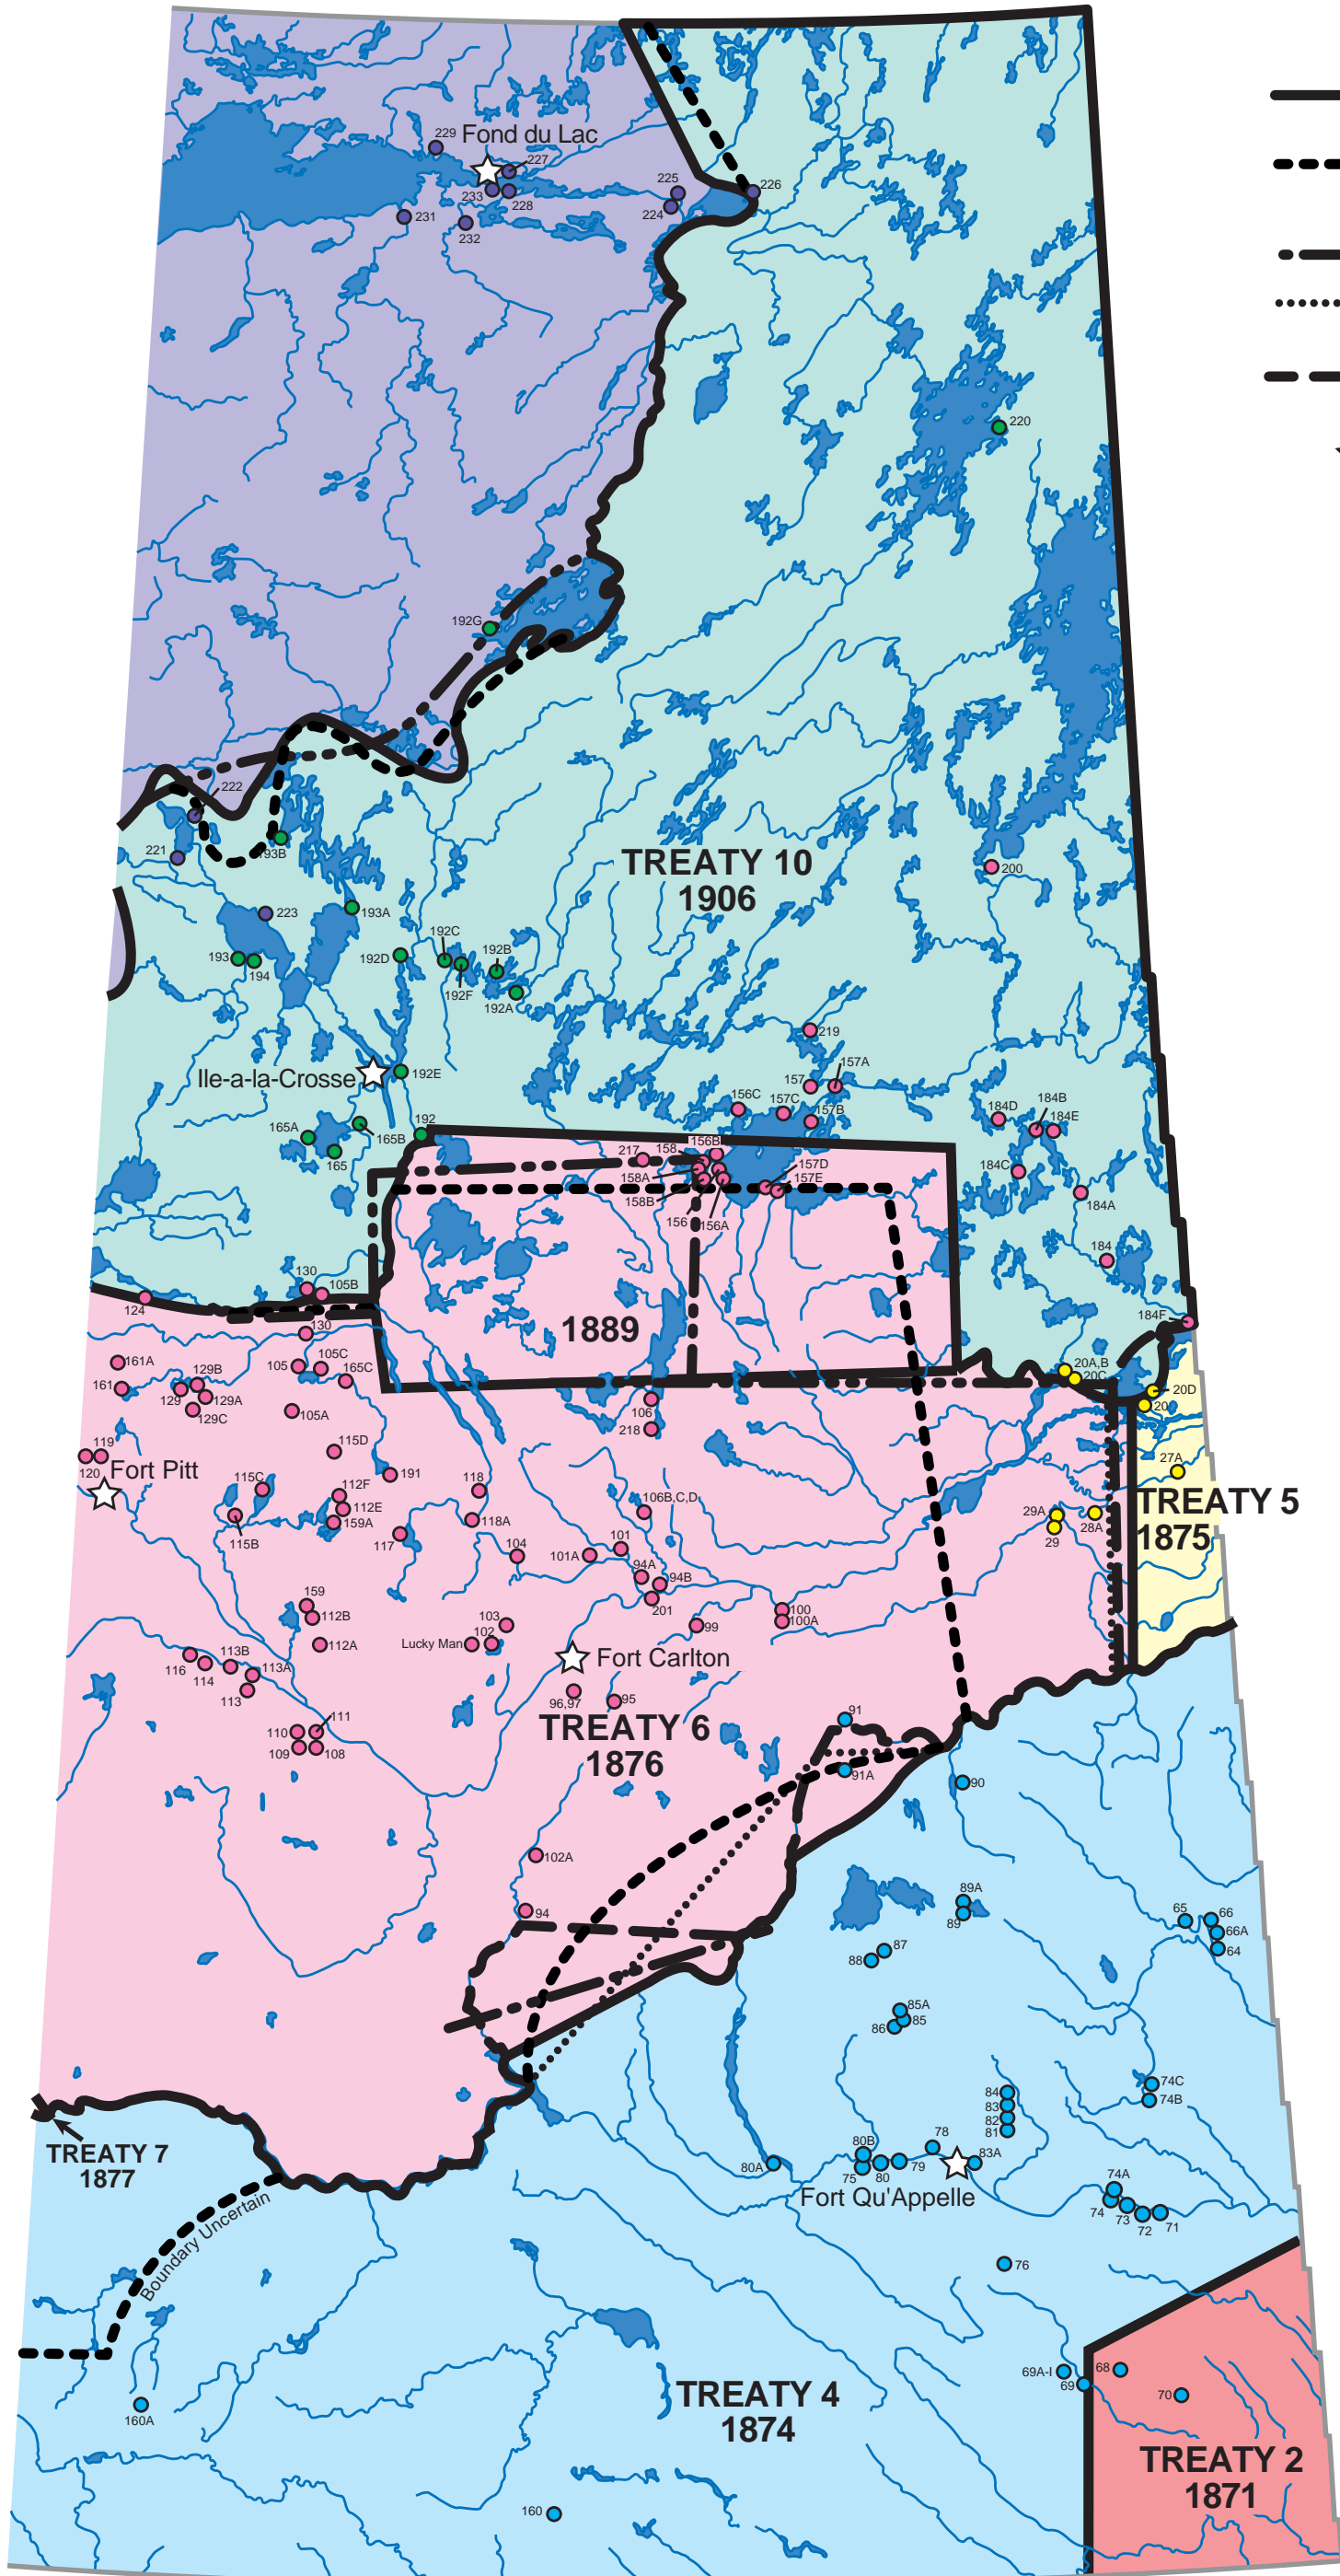 229
Fond du Lac
227
233
228
231
232
225
224
226
220
192G
222
221
193B
TREATY 10
1906
200
223
193A
193
194
192D
192C
192F
192B
192A
219
157A
157
Ile-a-la-Crosse
192E
156C
157C
157B
184D
184B
184E
165A
165B
165
192
217
158
156B
158A
158B
156
156A
157D
157E
184C
184A
184
130
105B
124
1889
184F
130
161A
105
105C
165C
20A,B
20C
161
129B
129
129A
129C
105A
106
218
20D
20
119
120
Fort Pitt
115D
191
27A
115C
112F
118
106B,C,D
TREATY 5
1875
112E
159A
118A
29A
29
28A
115B
117
104
101A
101
94A
94B
201
159
112B
103
102
Lucky Man
99
100
100A
112A
116
114
113B
113A
113
Fort Carlton
96,97
95
111
110
109
108
TREATY 6
1876
91
91A
90
102A
94
89A
89
65
66
66A
64
87
88
85A
85
86
84
83
82
81
74C
74B
TREATY 7
1877
80A
80B
75
80
79
78
83A
Fort Qu'Appelle
74A
74
73
72
71
Boundary Uncertain
76
69A-I
69
68
70
160A
TREATY 4
1874
TREATY 2
1871
160